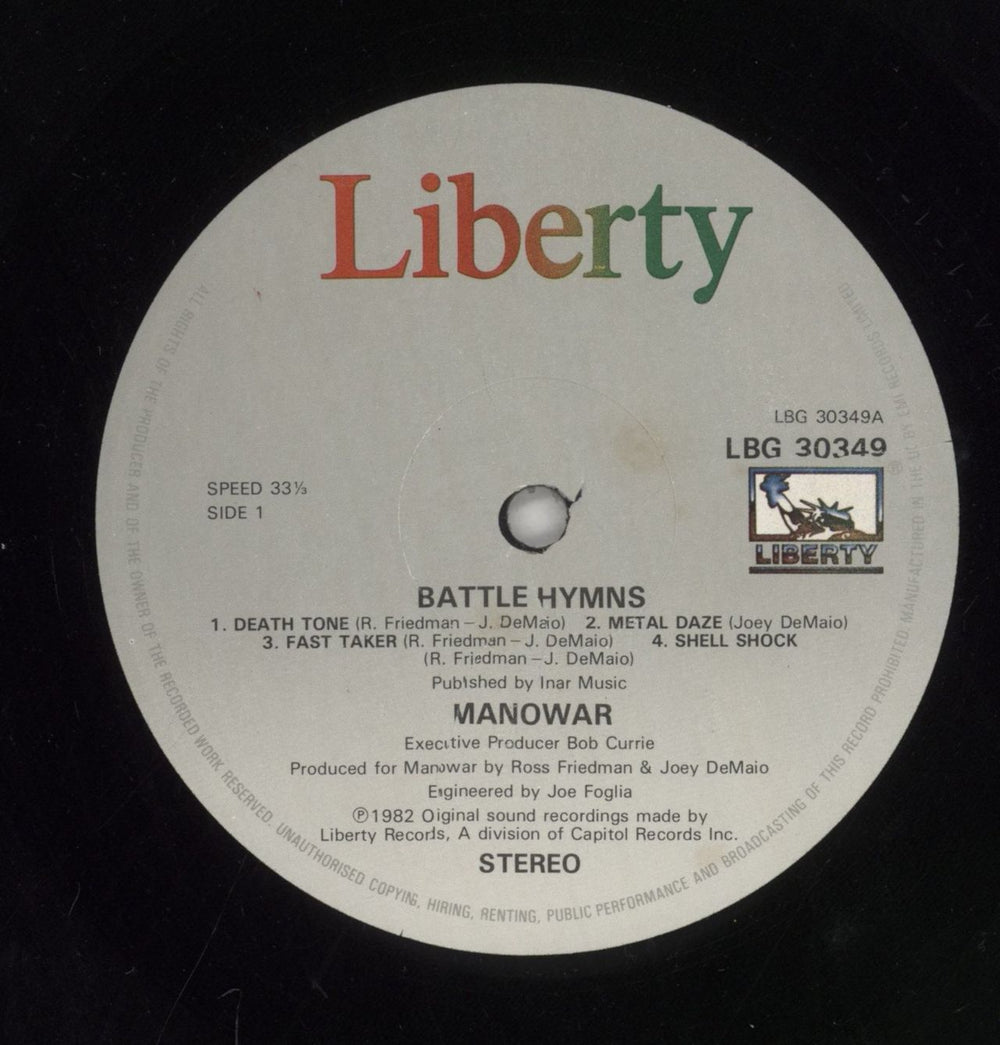 Liberty
LBG 30349A
LBG 30349
LIBERTY
SPEED 33⅓
SIDE 1
BATTLE HYMNS
1. DEATH TONE (R. Friedman – J. DeMaio) 2. METAL DAZE (Joey DeMaio)
3. FAST TAKER (R. Friedman – J. DeMaio) 4. SHELL SHOCK
(R. Friedman – J. DeMaio)
Published by Inar Music
MANOWAR
Executive Producer Bob Currie
Produced for Manowar by Ross Friedman & Joey DeMaio
Engineered by Joe Foglia
℗1982 Oiginal sound recordings made by
Liberty Records, A division of Capitol Records Inc.
STEREO
ALL RIGHTS OF THE PRODUCER AND OF THE OWNER OF THE RECORDED WORK RESERVED. UNAUTHORISED COPYING, HIRING, RENTING, PUBLIC PERFORMANCE AND BROADCASTING OF THIS RECORD PROHIBITED. MANUFACTURED IN THE UK BY EMI RECORDS LIMITED